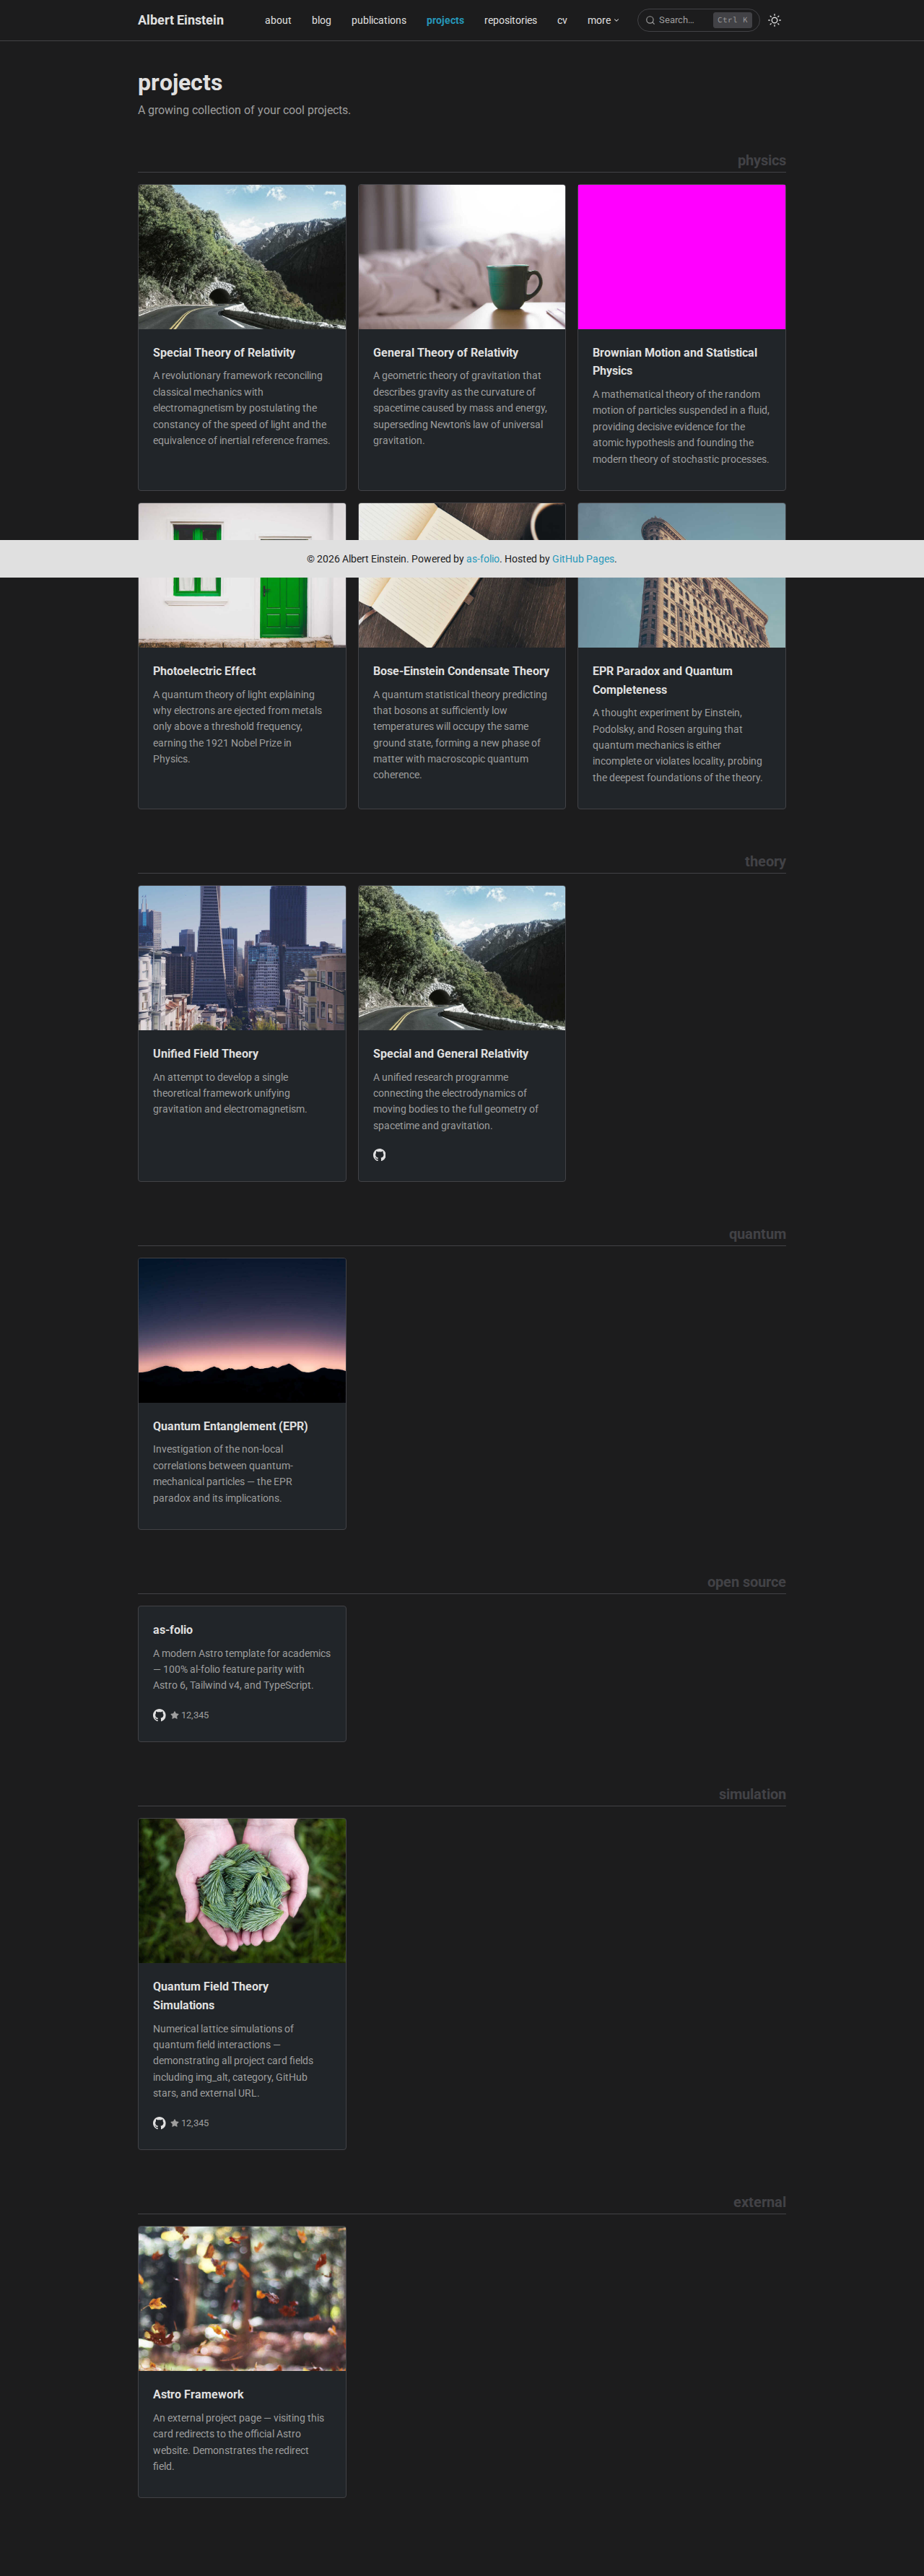 Albert Einstein about blog publications projects repositories cv more Search... Ctrl K
projects
A growing collection of your cool projects.
physics
Special Theory of Relativity
A revolutionary framework reconciling
classical mechanics with
electromagnetism by postulating the
constancy of the speed of light and the
equivalence of inertial reference frames.
General Theory of Relativity
A geometric theory of gravitation that
describes gravity as the curvature of
spacetime caused by mass and energy,
superseding Newton's law of universal
gravitation.
Brownian Motion and Statistical
Physics
A mathematical theory of the random
motion of particles suspended in a fluid,
providing decisive evidence for the
atomic hypothesis and founding the
modern theory of stochastic processes.
© 2026 Albert Einstein. Powered by as-folio. Hosted by GitHub Pages.
Photoelectric Effect
A quantum theory of light explaining
why electrons are ejected from metals
only above a threshold frequency,
earning the 1921 Nobel Prize in
Physics.
Bose-Einstein Condensate Theory
A quantum statistical theory predicting
that bosons at sufficiently low
temperatures will occupy the same
ground state, forming a new phase of
matter with macroscopic quantum
coherence.
EPR Paradox and Quantum
Completeness
A thought experiment by Einstein,
Podolsky, and Rosen arguing that
quantum mechanics is either
incomplete or violates locality, probing
the deepest foundations of the theory.
theory
Unified Field Theory
An attempt to develop a single
theoretical framework unifying
gravitation and electromagnetism.
Special and General Relativity
A unified research programme
connecting the electrodynamics of
moving bodies to the full geometry of
spacetime and gravitation.
quantum
Quantum Entanglement (EPR)
Investigation of the non-local
correlations between quantum-
mechanical particles — the EPR
paradox and its implications.
open source
as-folio
A modern Astro template for academics
— 100% al-folio feature parity with
Astro 6, Tailwind v4, and TypeScript.
12,345
simulation
Quantum Field Theory
Simulations
Numerical lattice simulations of
quantum field interactions —
demonstrating all project card fields
including img_alt, category, GitHub
stars, and external URL.
12,345
external
Astro Framework
An external project page — visiting this
card redirects to the official Astro
website. Demonstrates the redirect
field.